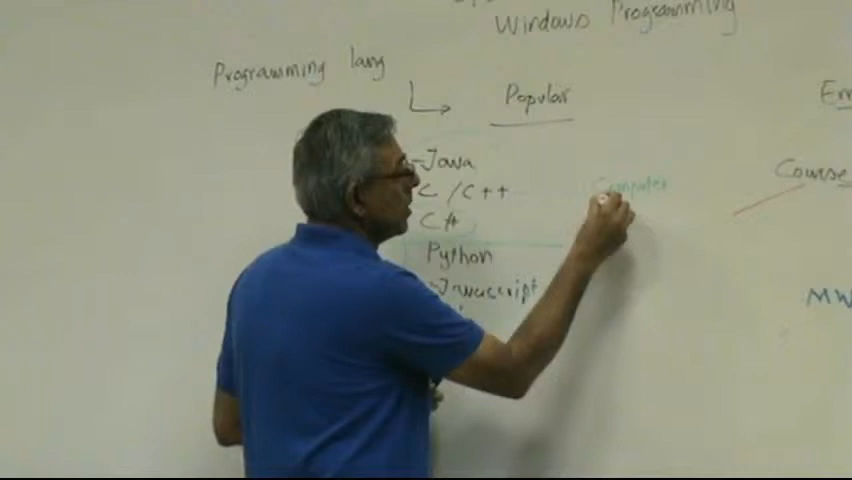 Windows Programming
Programming lang
Popular
Java
C / C++
C#
Python
Javascript
Computer
Course
MW